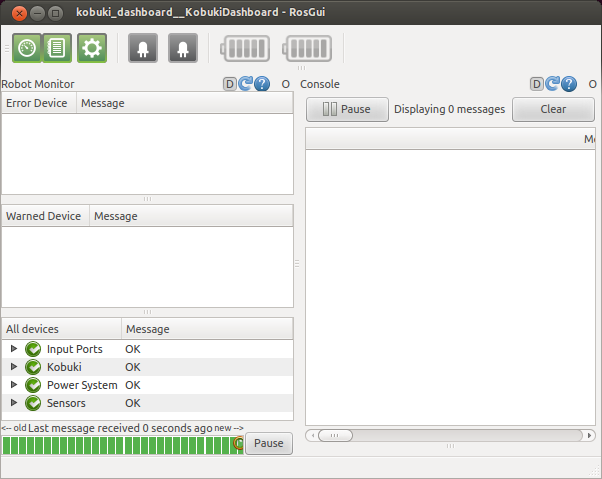 kobuki_dashboard__KobukiDashboard - RosGui
Robot Monitor D ? O
Error Device Message
Warned Device Message
All devices Message
Input Ports OK
Kobuki OK
Power System OK
Sensors OK
<-- old Last message received 0 seconds ago new -->
Pause
Console D ? O
Pause Displaying 0 messages Clear